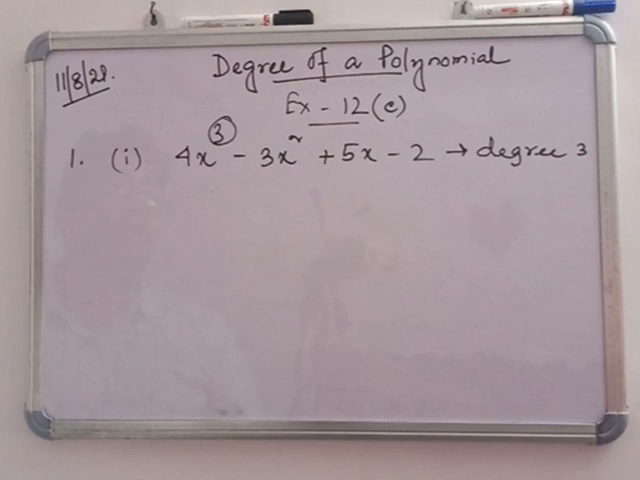 11/8/21.
Degree of a Polynomial
Ex - 12 (c)
1. (i) 4x³ - 3x² + 5x - 2 → degree 3